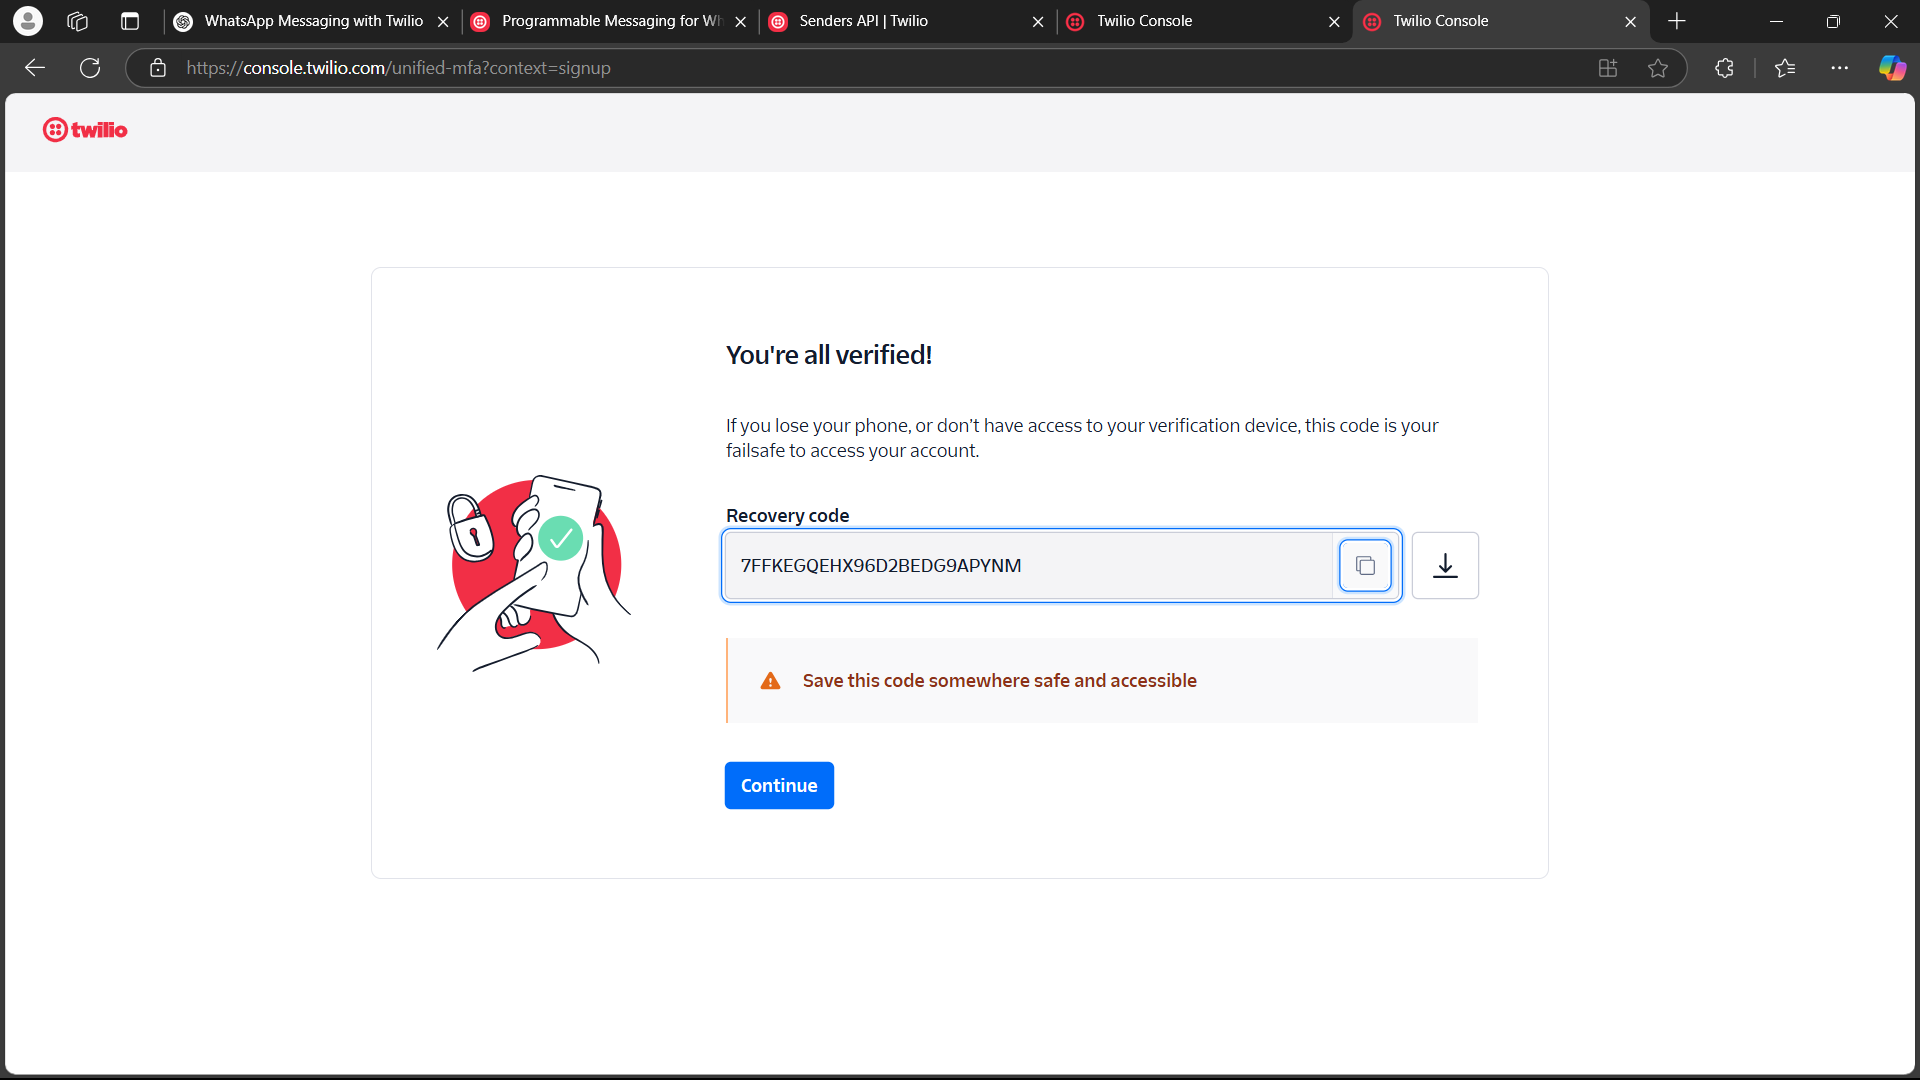 WhatsApp Messaging with Twilio
Programmable Messaging for Wh
Senders API | Twilio
Twilio Console
Twilio Console
https://console.twilio.com/unified-mfa?context=signup
twilio
You're all verified!
If you lose your phone, or don't have access to your verification device, this code is your
failsafe to access your account.
Recovery code
7FFKEGQEHX96D2BEDG9APYNM
Save this code somewhere safe and accessible
Continue